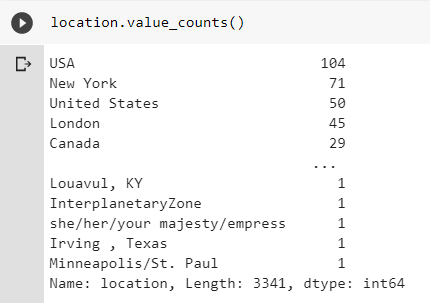 location.value_counts()
USA 104
New York 71
United States 50
London 45
Canada 29
...
Louavul, KY 1
InterplanetaryZone 1
she/her/your majesty/empress 1
Irving , Texas 1
Minneapolis/St. Paul 1
Name: location, Length: 3341, dtype: int64